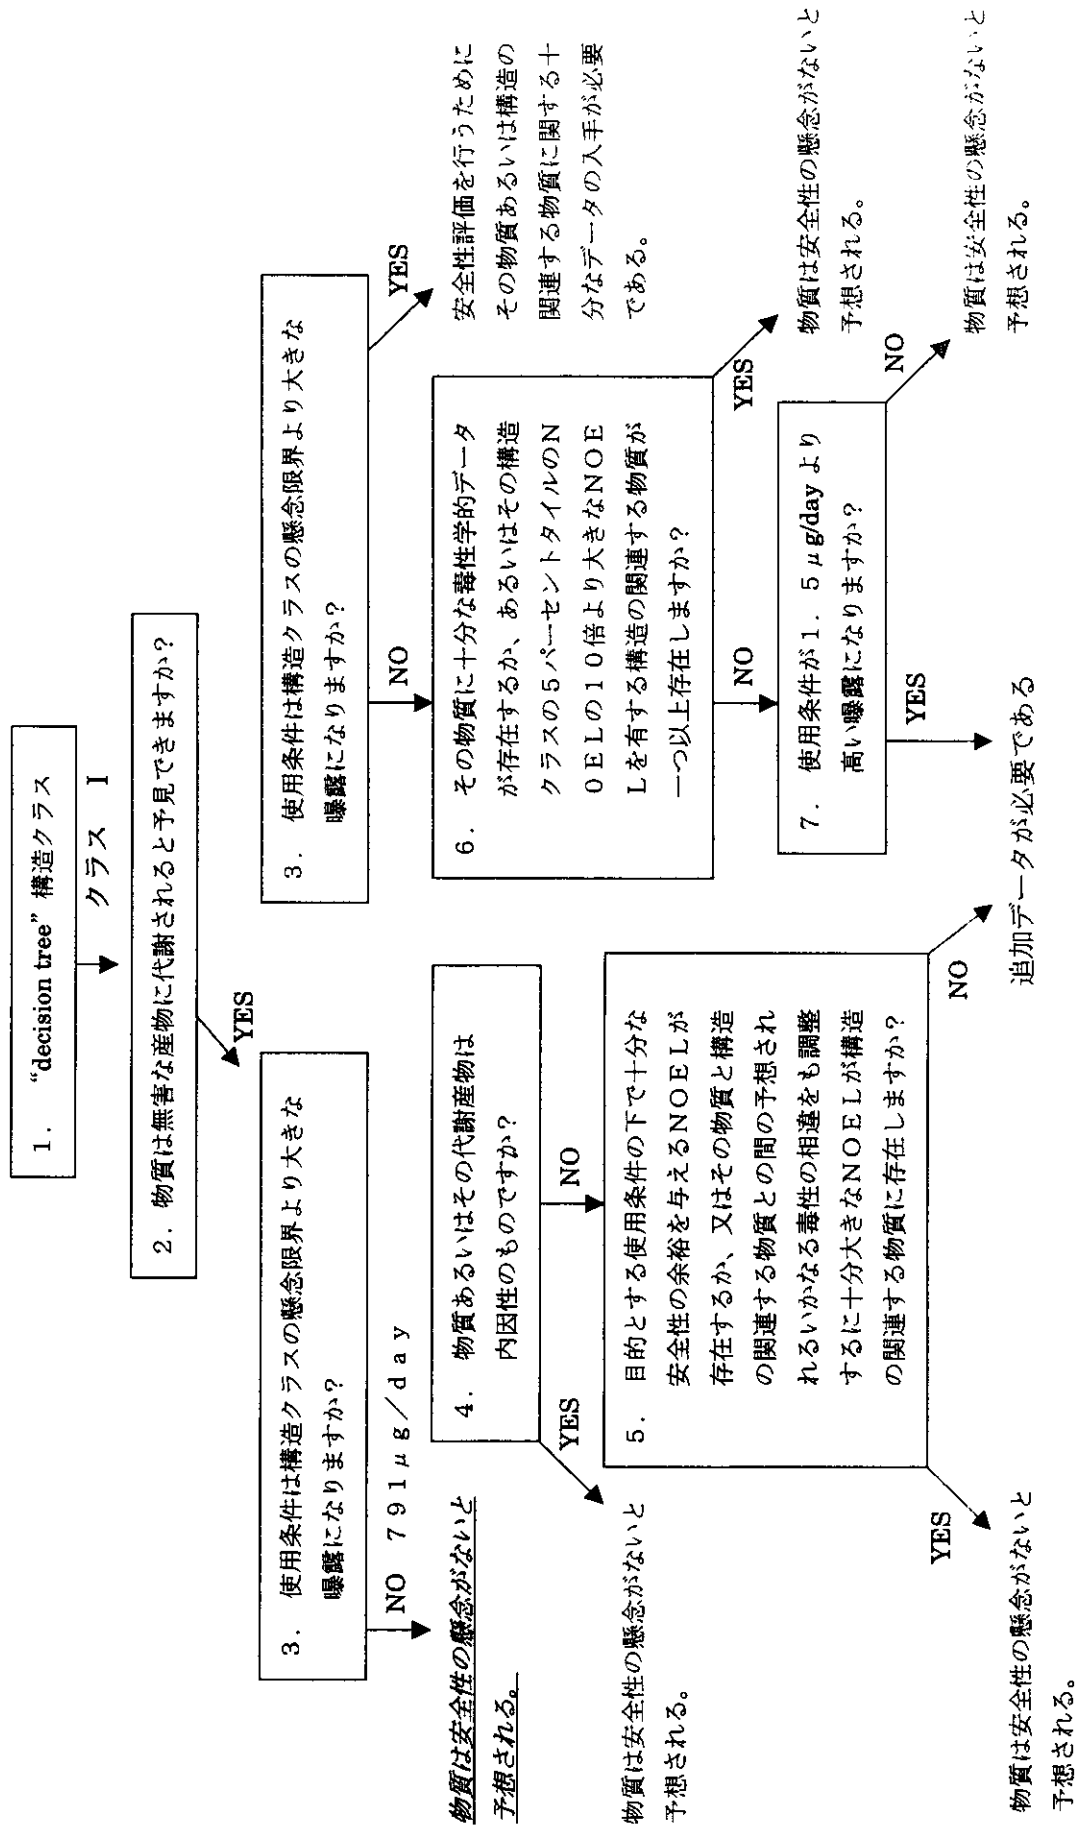 1． “decision tree” 構造クラス
クラス　I
2．物質は無害な産物に代謝されると予見できますか？
YES
3．使用条件は構造クラスの懸念限界より大きな
曝露になりますか？
NO ７９１μｇ／ｄａｙ
物質は安全性の懸念がないと
予想される。
4．物質あるいはその代謝産物は
内因性のものですか？
YES
物質は安全性の懸念がないと
予想される。
NO
5．目的とする使用条件の下で十分な
安全性の余裕を与えるＮＯＥＬが
存在するか、又はその物質と構造
の関連する物質との間の予想され
れるいかなる毒性の相違をも調整
するに十分大きなＮＯＥＬが構造
の関連する物質に存在しますか？
YES
物質は安全性の懸念がないと
予想される。
NO
追加データが必要である
3．使用条件は構造クラスの懸念限界より大きな
曝露になりますか？
YES
安全性評価を行うために
その物質あるいは構造の
関連する物質に関する十
分なデータの入手が必要
である。
NO
6．その物質に十分な毒性学的データ
が存在するか、あるいはその構造
クラスの５パーセントタイルのＮ
ＯＥＬの１０倍より大きなＮＯＥ
Ｌを有する構造の関連する物質が
一つ以上存在しますか？
YES
物質は安全性の懸念がないと
予想される。
NO
7．使用条件が１．５μg/day より
高い曝露になりますか？
NO
物質は安全性の懸念がないと
予想される。
YES